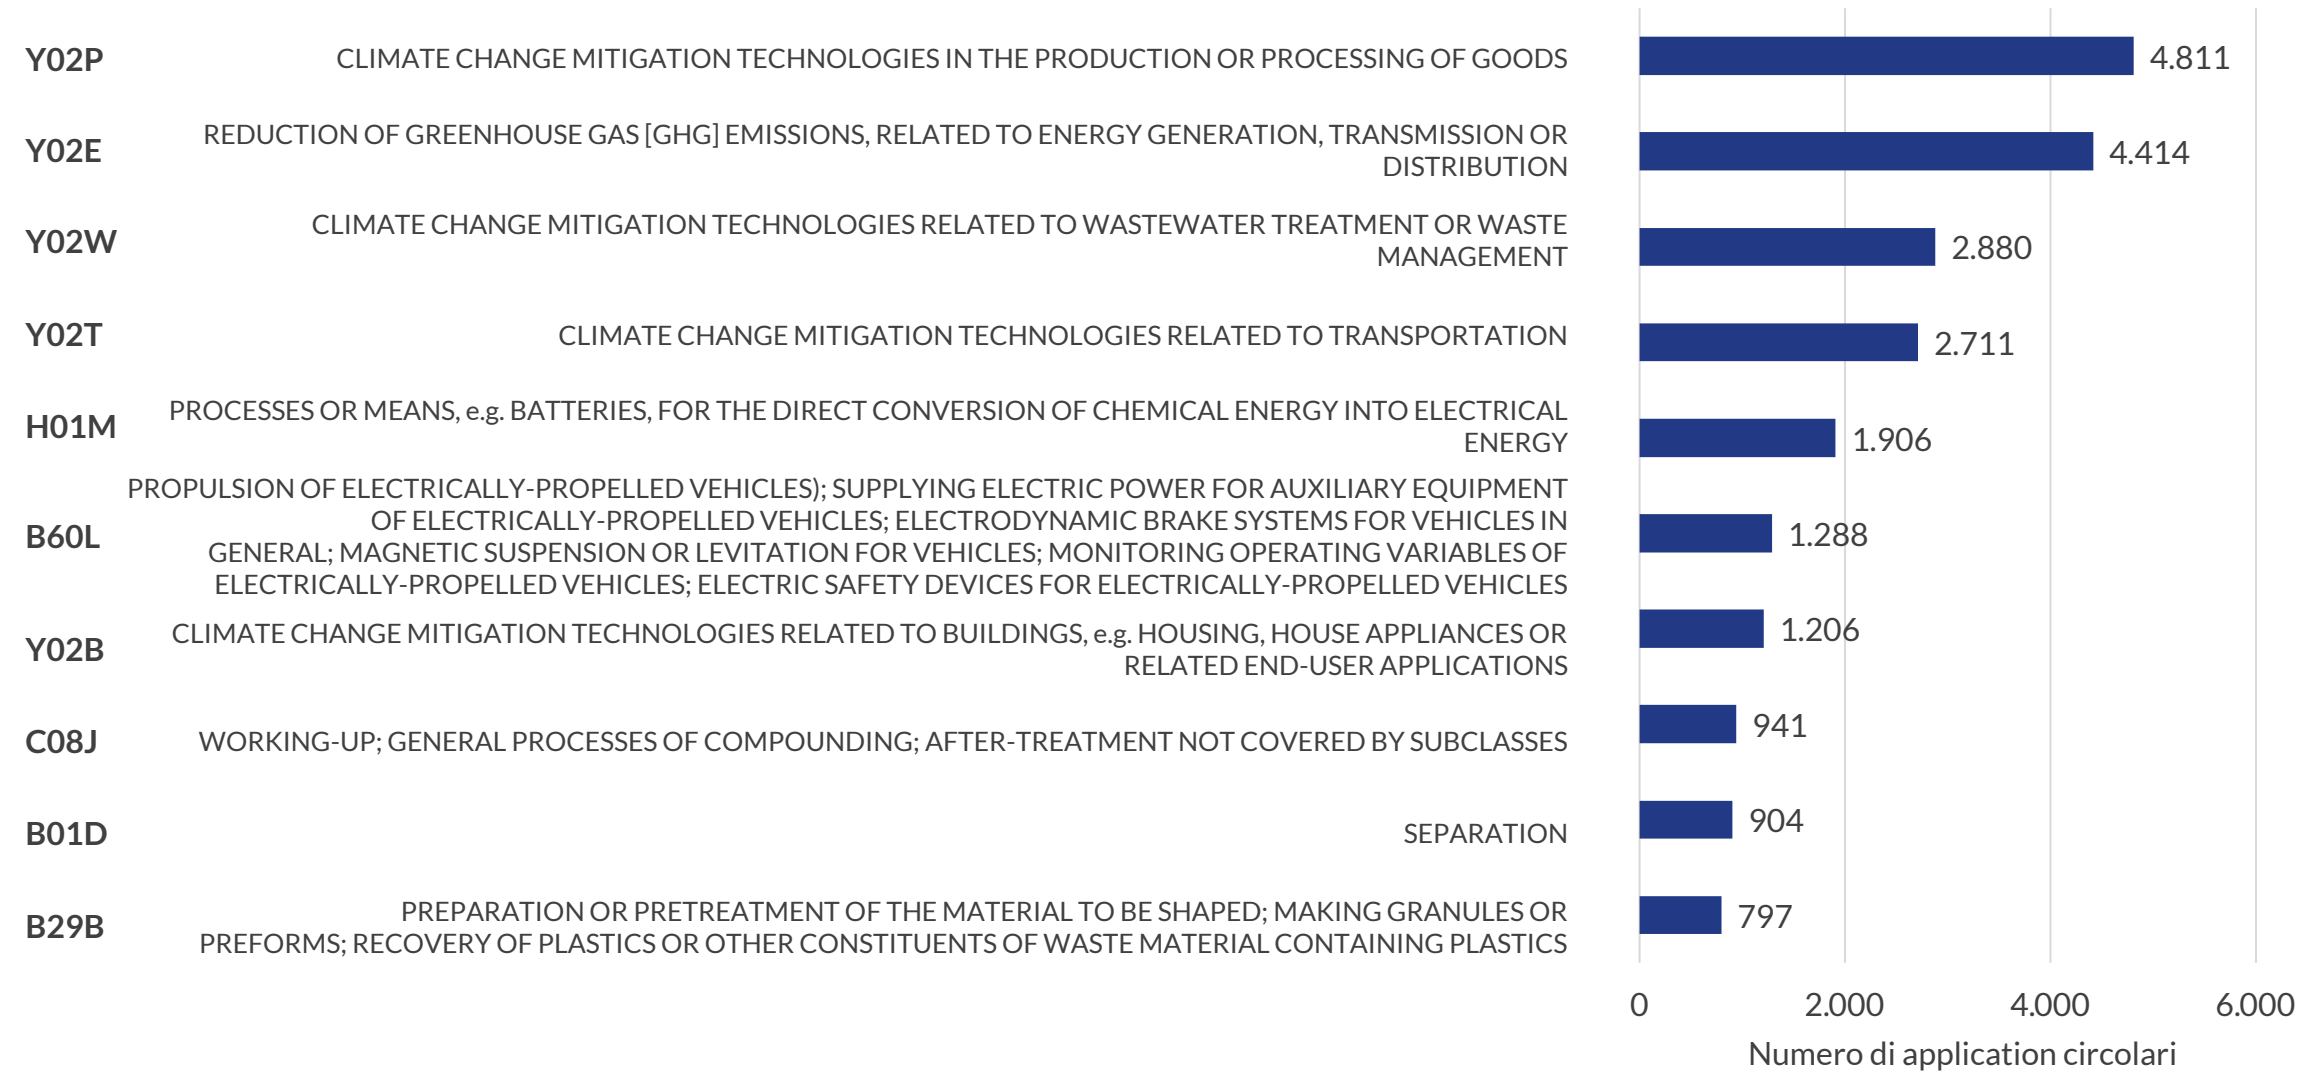 Y02P
CLIMATE CHANGE MITIGATION TECHNOLOGIES IN THE PRODUCTION OR PROCESSING OF GOODS
4.811
Y02E
REDUCTION OF GREENHOUSE GAS [GHG] EMISSIONS, RELATED TO ENERGY GENERATION, TRANSMISSION OR
DISTRIBUTION
4.414
Y02W
CLIMATE CHANGE MITIGATION TECHNOLOGIES RELATED TO WASTEWATER TREATMENT OR WASTE
MANAGEMENT
2.880
Y02T
CLIMATE CHANGE MITIGATION TECHNOLOGIES RELATED TO TRANSPORTATION
2.711
H01M
PROCESSES OR MEANS, e.g. BATTERIES, FOR THE DIRECT CONVERSION OF CHEMICAL ENERGY INTO ELECTRICAL
ENERGY
1.906
B60L
PROPULSION OF ELECTRICALLY-PROPELLED VEHICLES); SUPPLYING ELECTRIC POWER FOR AUXILIARY EQUIPMENT
OF ELECTRICALLY-PROPELLED VEHICLES; ELECTRODYNAMIC BRAKE SYSTEMS FOR VEHICLES IN
GENERAL; MAGNETIC SUSPENSION OR LEVITATION FOR VEHICLES; MONITORING OPERATING VARIABLES OF
ELECTRICALLY-PROPELLED VEHICLES; ELECTRIC SAFETY DEVICES FOR ELECTRICALLY-PROPELLED VEHICLES
1.288
Y02B
CLIMATE CHANGE MITIGATION TECHNOLOGIES RELATED TO BUILDINGS, e.g. HOUSING, HOUSE APPLIANCES OR
RELATED END-USER APPLICATIONS
1.206
C08J
WORKING-UP; GENERAL PROCESSES OF COMPOUNDING; AFTER-TREATMENT NOT COVERED BY SUBCLASSES
941
B01D
SEPARATION
904
B29B
PREPARATION OR PRETREATMENT OF THE MATERIAL TO BE SHAPED; MAKING GRANULES OR
PREFORMS; RECOVERY OF PLASTICS OR OTHER CONSTITUENTS OF WASTE MATERIAL CONTAINING PLASTICS
797
0 2.000 4.000 6.000
Numero di application circolari